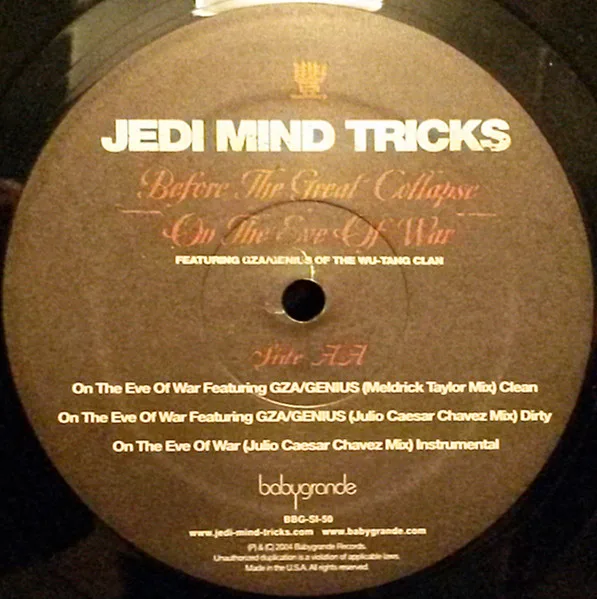 JEDI MIND TRICKS
Before The Great Collapse
On The Eve Of War
FEATURING GZA/GENIUS OF THE WU-TANG CLAN
Side AA
On The Eve Of War Featuring GZA/GENIUS (Meldrick Taylor Mix) Clean
On The Eve Of War Featuring GZA/GENIUS (Julio Caesar Chavez Mix) Dirty
On The Eve Of War (Julio Caesar Chavez Mix) Instrumental
babygrande
BBG-SI-50
www.jedi-mind-tricks.com www.babygrande.com
(P) & (C) 2004 Babygrande Records.
Unauthorized duplication is a violation of applicable laws.
Made in the U.S.A. All rights reserved.